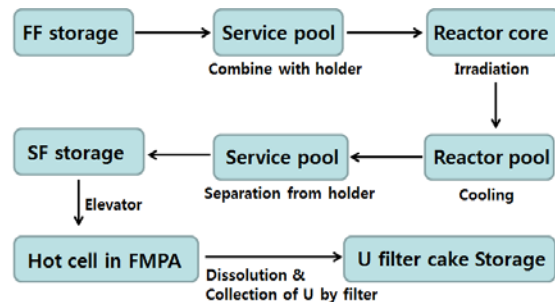 FF storage
Service pool
Reactor core
Combine with holder
Irradiation
SF storage
Service pool
Reactor pool
Separation from holder
Cooling
Elevator
Hot cell in FMPA
U filter cake Storage
Dissolution &
Collection of U by filter